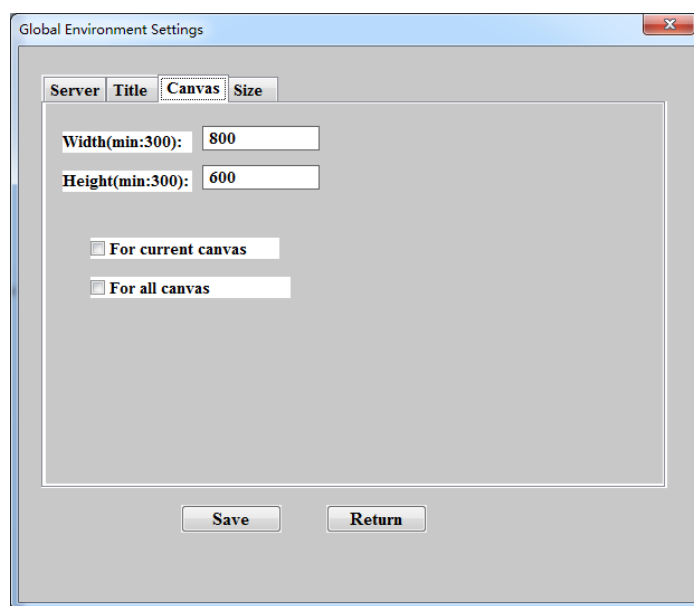 Global Environment Settings
Server Title Canvas Size
Width(min:300): 800
Height(min:300): 600
For current canvas
For all canvas
Save Return